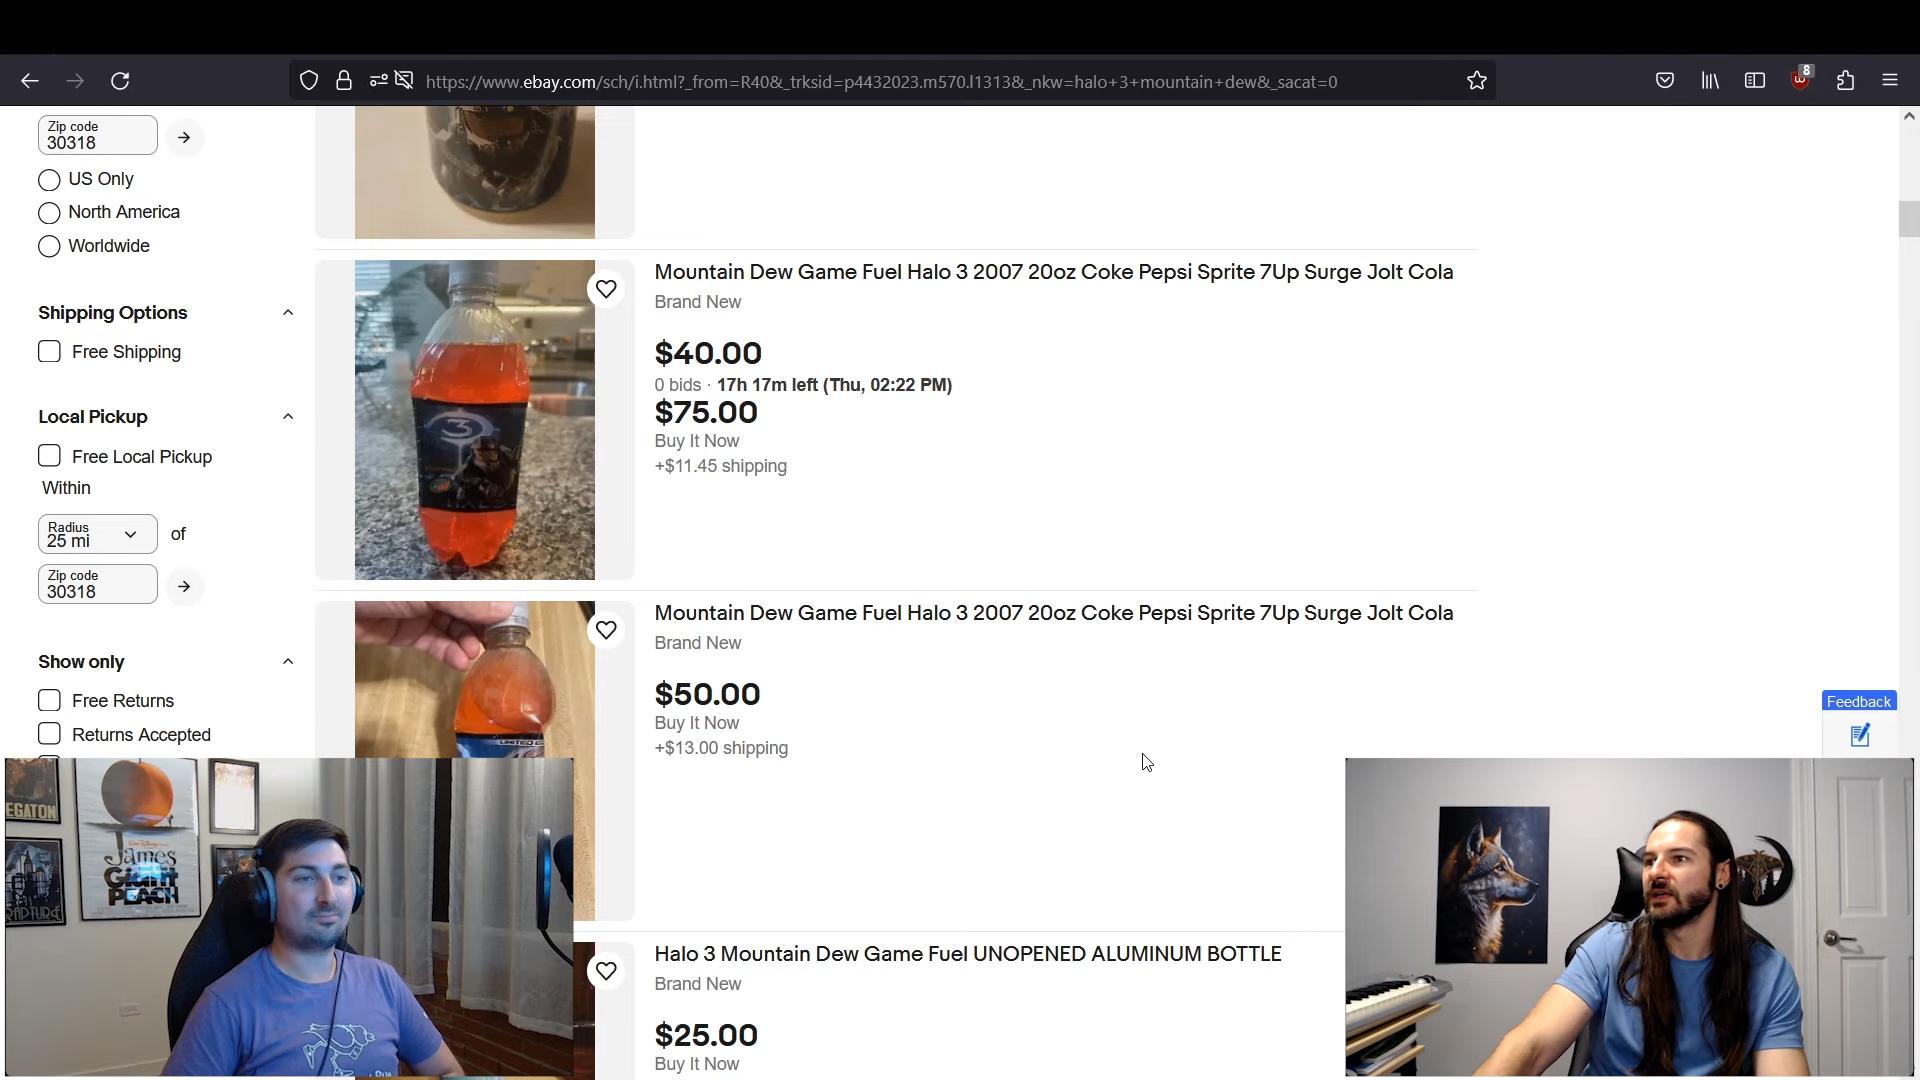 https://www.ebay.com/sch/i.html?_from=R40&_trksid=p4432023.m570.l1313&_nkw=halo+3+mountain+dew&_sacat=0
8
Zip code
30318
US Only
North America
Worldwide
Shipping Options
Free Shipping
Local Pickup
Free Local Pickup
Within
Radius
25 mi
of
Zip code
30318
Show only
Free Returns
Returns Accepted
3
Mountain Dew Game Fuel Halo 3 2007 20oz Coke Pepsi Sprite 7Up Surge Jolt Cola
Brand New
$40.00
0 bids · 17h 17m left (Thu, 02:22 PM)
$75.00
Buy It Now
+$11.45 shipping
Mountain Dew Game Fuel Halo 3 2007 20oz Coke Pepsi Sprite 7Up Surge Jolt Cola
Brand New
$50.00
Buy It Now
+$13.00 shipping
Halo 3 Mountain Dew Game Fuel UNOPENED ALUMINUM BOTTLE
Brand New
$25.00
Buy It Now
Feedback
EGATON
RAPTURE
James
and the
Giant
PEACH